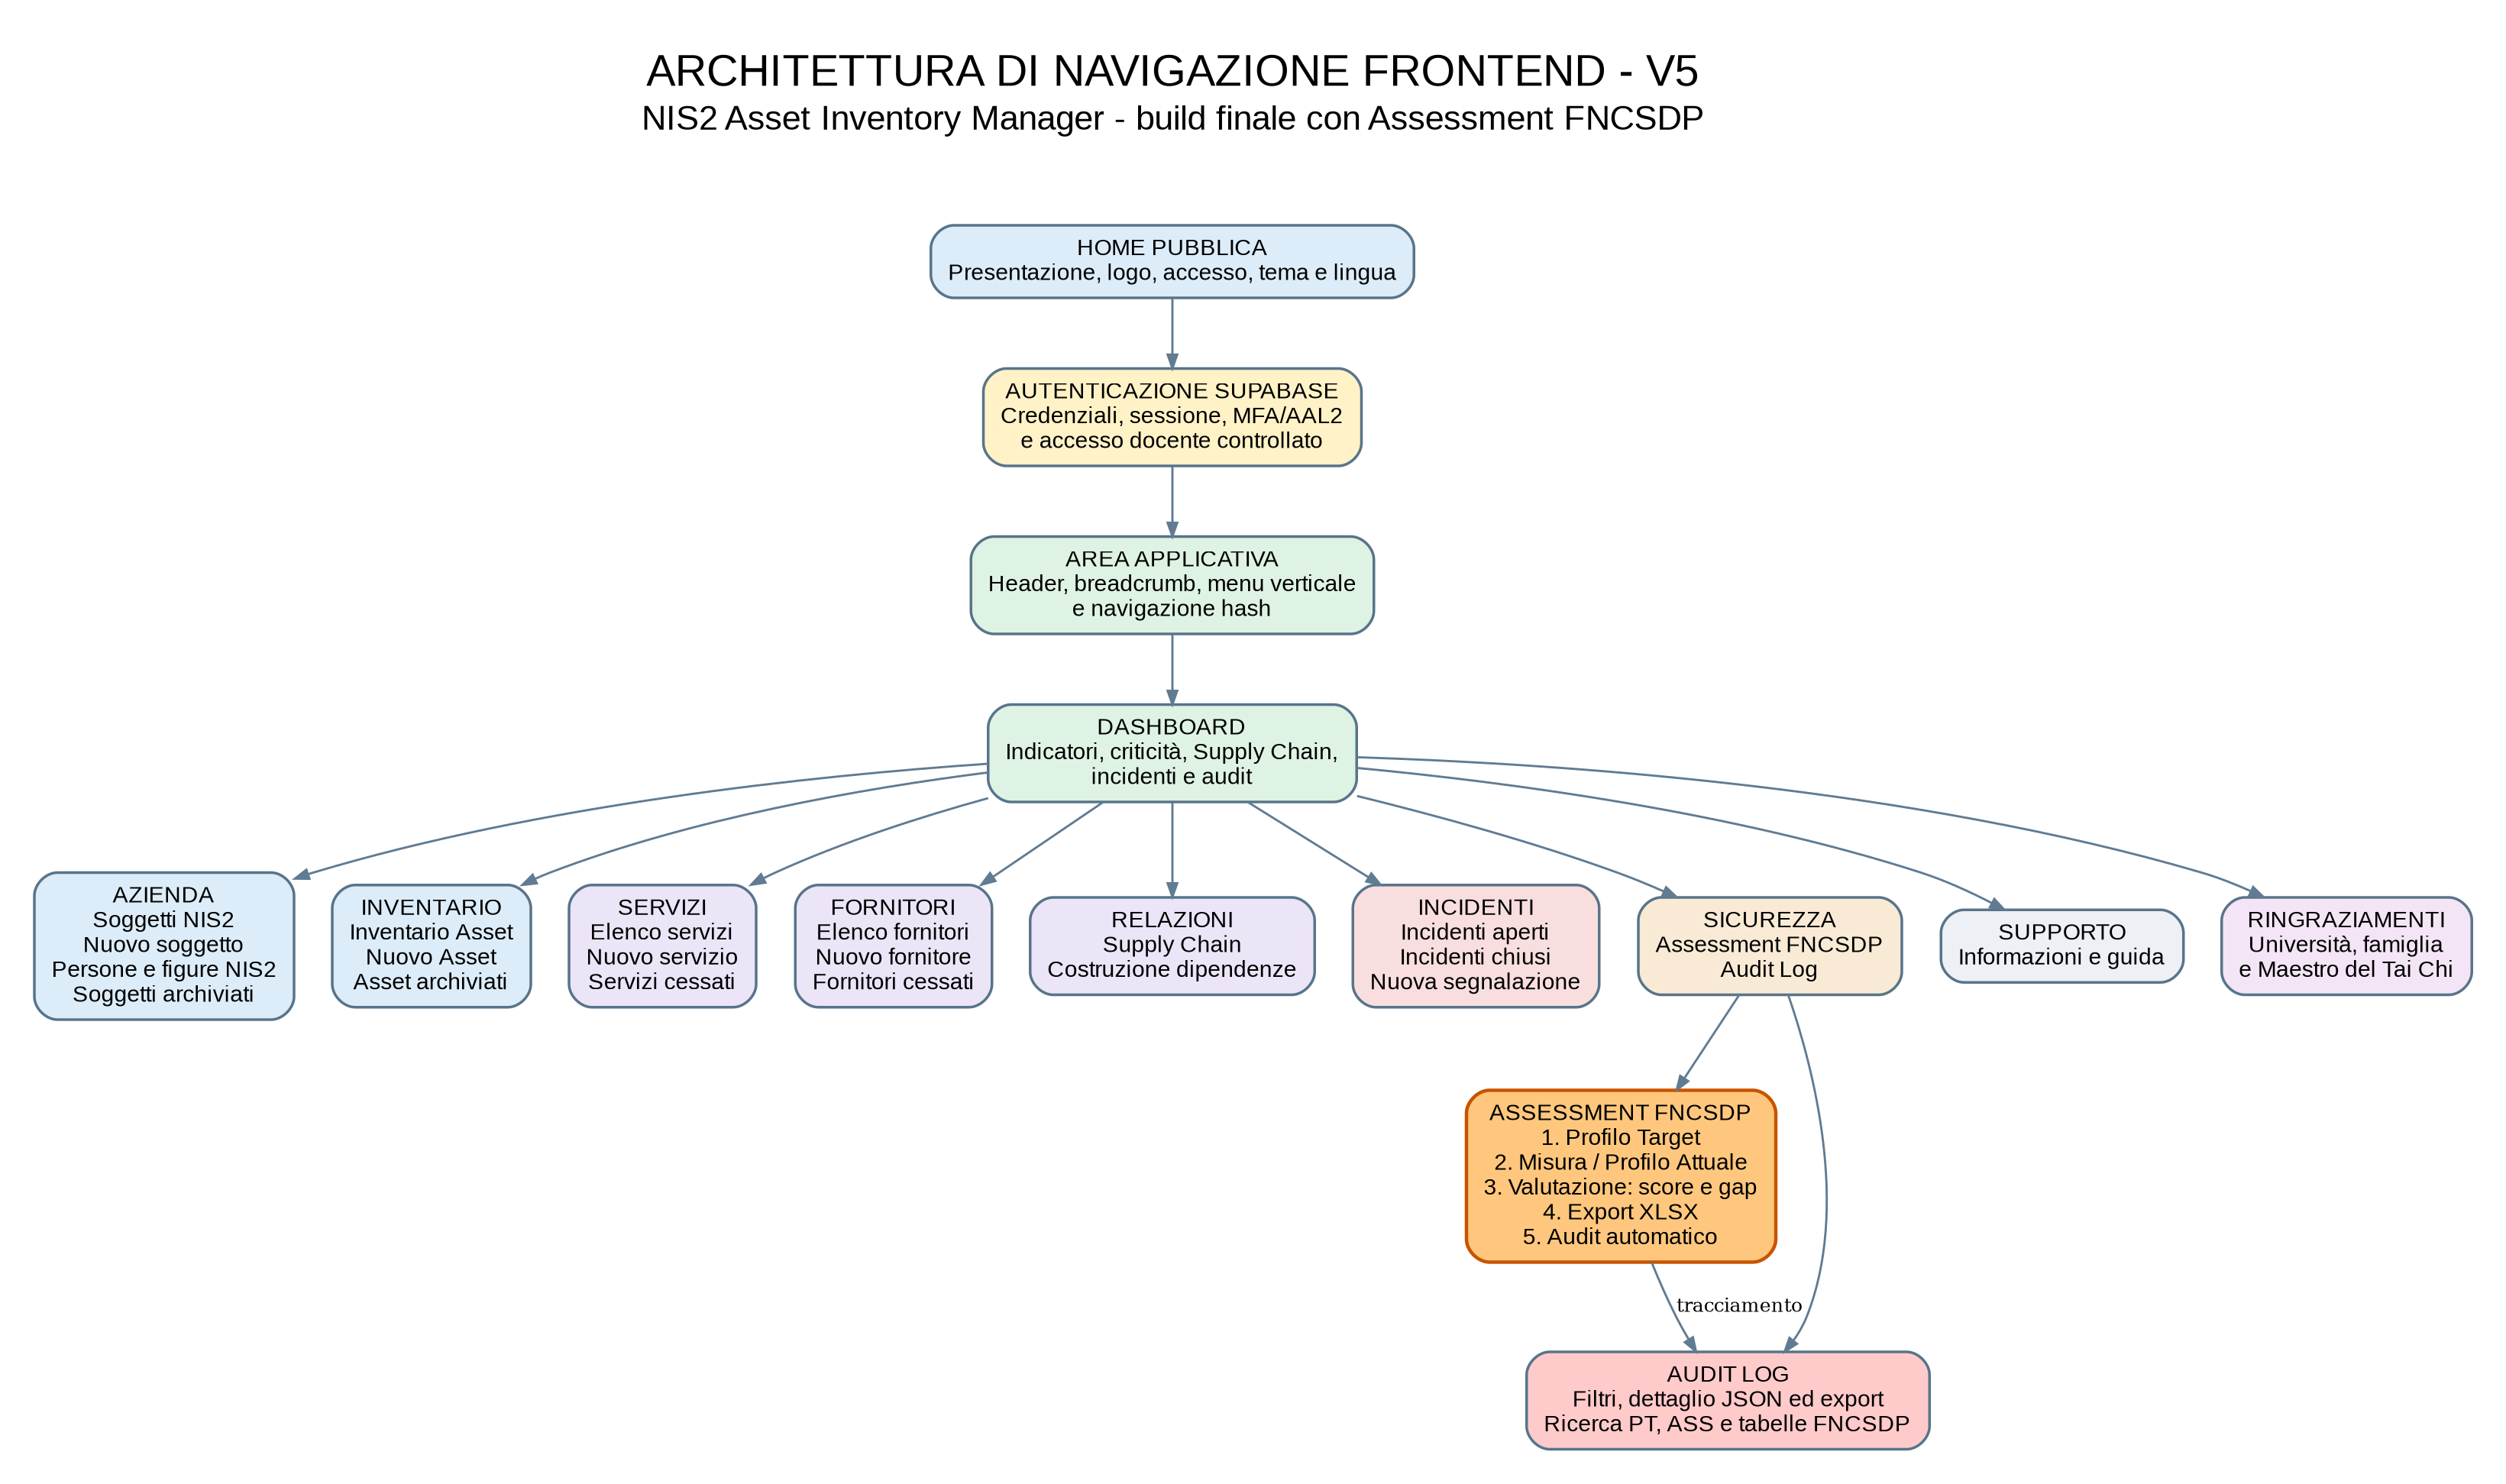 ARCHITETTURA DI NAVIGAZIONE FRONTEND - V5
NIS2 Asset Inventory Manager - build finale con Assessment FNCSDP
HOME PUBBLICA
Presentazione, logo, accesso, tema e lingua
AUTENTICAZIONE SUPABASE
Credenziali, sessione, MFA/AAL2
e accesso docente controllato
AREA APPLICATIVA
Header, breadcrumb, menu verticale
e navigazione hash
DASHBOARD
Indicatori, criticità, Supply Chain,
incidenti e audit
AZIENDA
Soggetti NIS2
Nuovo soggetto
Persone e figure NIS2
Soggetti archiviati
INVENTARIO
Inventario Asset
Nuovo Asset
Asset archiviati
SERVIZI
Elenco servizi
Nuovo servizio
Servizi cessati
FORNITORI
Elenco fornitori
Nuovo fornitore
Fornitori cessati
RELAZIONI
Supply Chain
Costruzione dipendenze
INCIDENTI
Incidenti aperti
Incidenti chiusi
Nuova segnalazione
SICUREZZA
Assessment FNCSDP
Audit Log
SUPPORTO
Informazioni e guida
RINGRAZIAMENTI
Università, famiglia
e Maestro del Tai Chi
ASSESSMENT FNCSDP
1. Profilo Target
2. Misura / Profilo Attuale
3. Valutazione: score e gap
4. Export XLSX
5. Audit automatico
tracciamento
AUDIT LOG
Filtri, dettaglio JSON ed export
Ricerca PT, ASS e tabelle FNCSDP